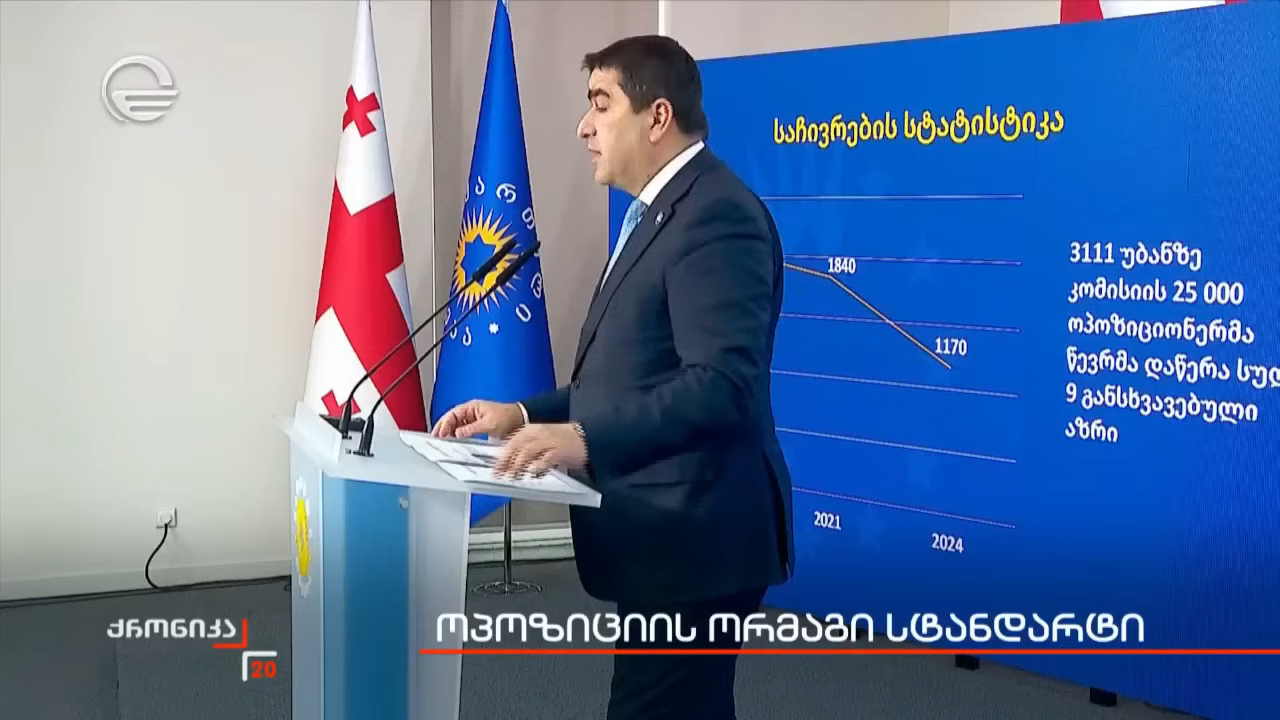 საჩივრების სტატისტიკა
1840
1170
2021
2024
3111 უბანზე
კომისიის 25 000
ოპოზიციონერმა
წევრმა დაწერა სულ
9 განსხვავებული
აზრი
ქრონიკა
20
ოპოზიციის ორმაგი სტანდარტი